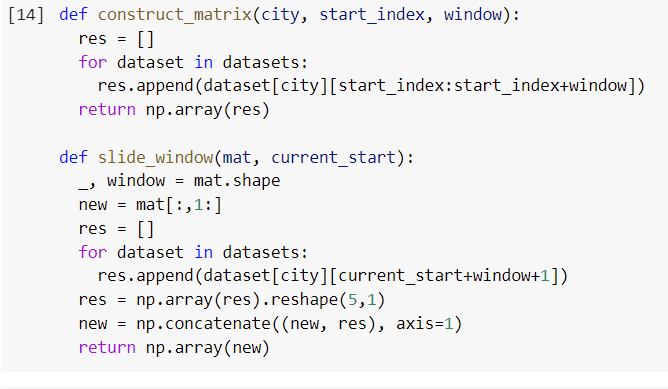 [14] def construct_matrix(city, start_index, window):
  res = []
  for dataset in datasets:
    res.append(dataset[city][start_index:start_index+window])
  return np.array(res)

def slide_window(mat, current_start):
  _, window = mat.shape
  new = mat[:,1:]
  res = []
  for dataset in datasets:
    res.append(dataset[city][current_start+window+1])
  res = np.array(res).reshape(5,1)
  new = np.concatenate((new, res), axis=1)
  return np.array(new)